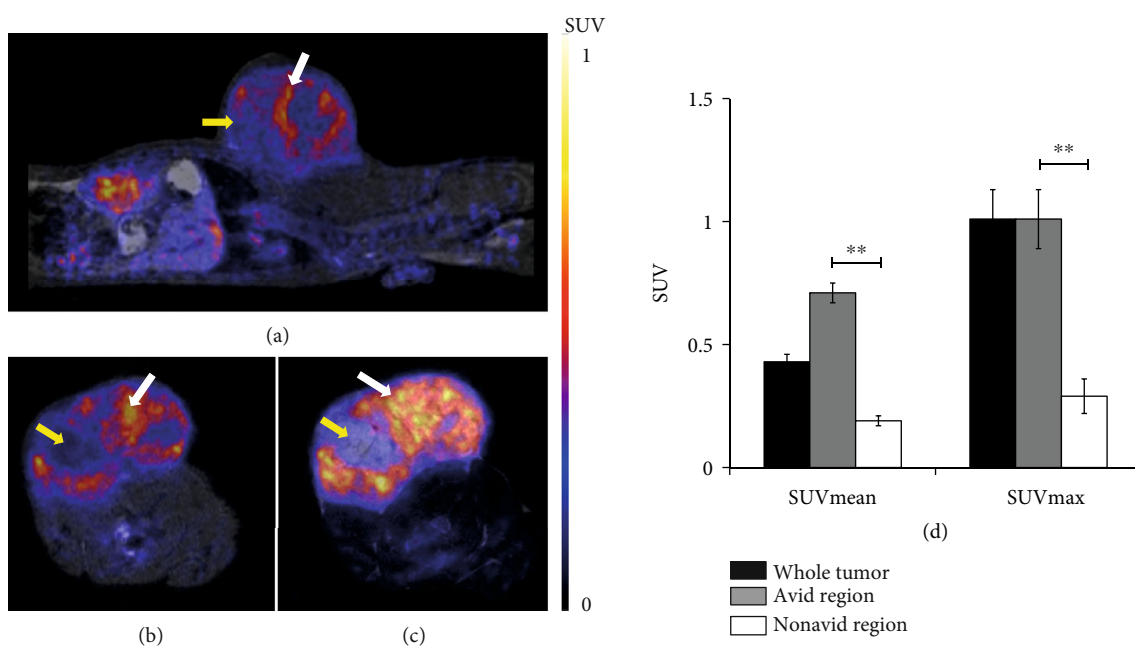 SUV
1
0
(a)
(b)
(c)
SUV
1.5
1
0.5
0
**
**
SUVmean
SUVmax
(d)
Whole tumor
Avid region
Nonavid region